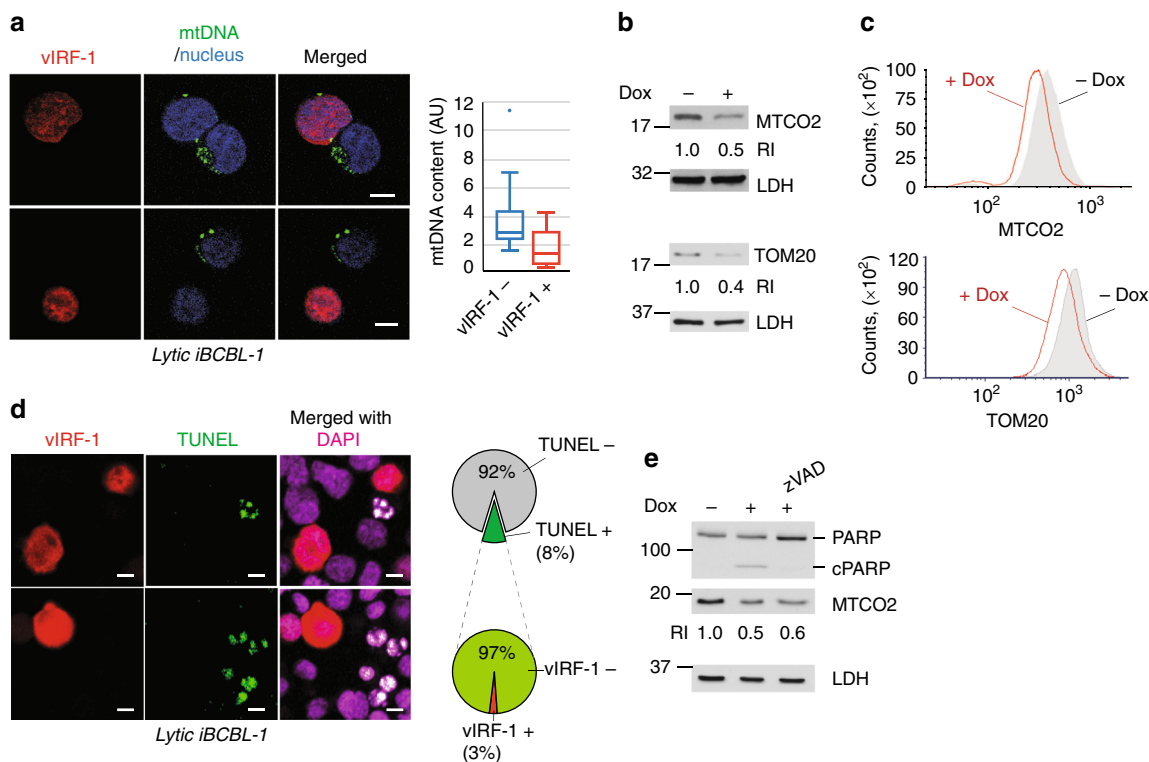 a
vIRF-1
mtDNA
/nucleus
Merged
Lytic iBCBL-1
mtDNA content (AU)
12
10
8
6
4
2
0
vIRF-1 –
vIRF-1 +
b
Dox – +
17
MTCO2
1.0 0.5 RI
32
LDH
17
TOM20
1.0 0.4 RI
37
LDH
c
Counts, (×10²)
100
75
50
25
0
+ Dox
– Dox
10² 10³
MTCO2
Counts, (×10²)
120
90
60
30
0
+ Dox
– Dox
10² 10³
TOM20
d
vIRF-1
TUNEL
Merged with
DAPI
Lytic iBCBL-1
92%
TUNEL –
TUNEL +
(8%)
97%
vIRF-1 –
vIRF-1 +
(3%)
e
zVAD
Dox – + +
100
PARP
cPARP
20
MTCO2
RI 1.0 0.5 0.6
37
LDH